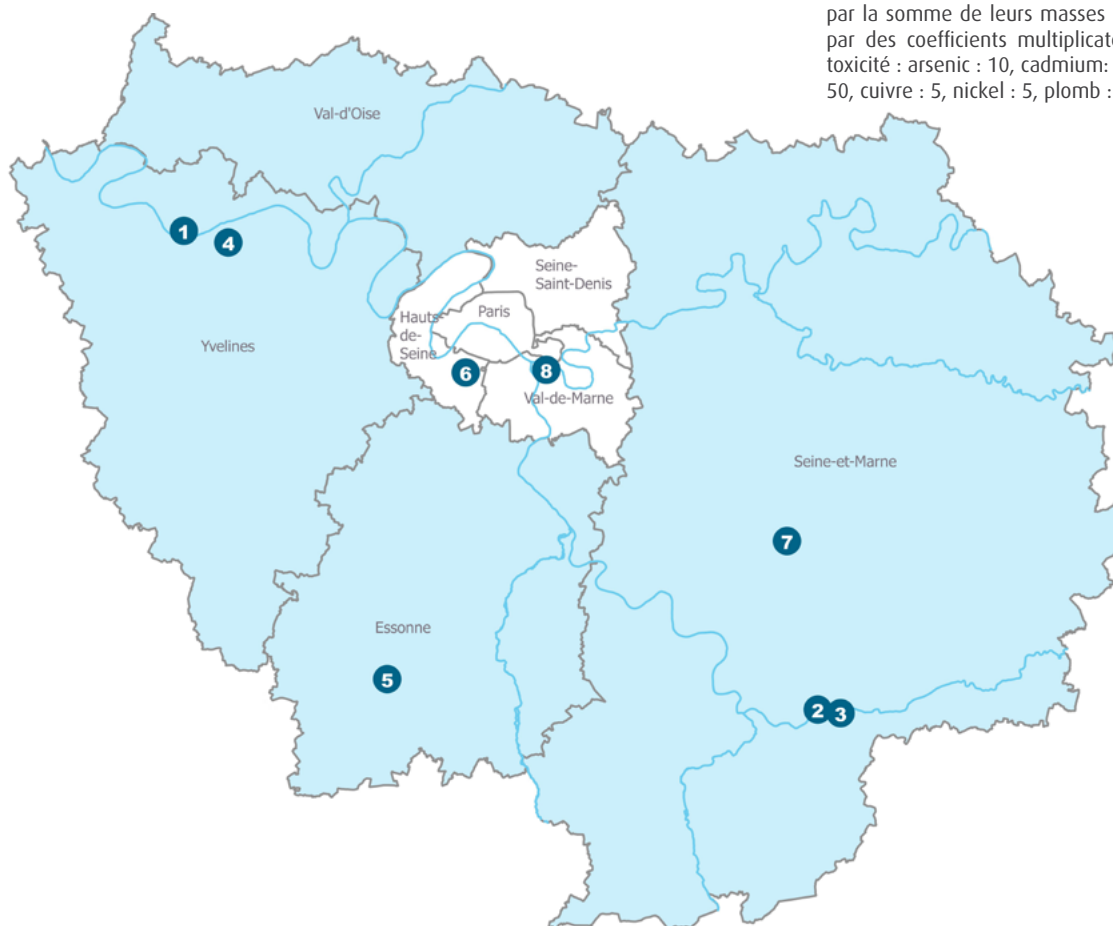 par la somme de leurs masses
par des coefficients
toxicité : arsenic : 10, cadmium:
50, cuivre : 5, nickel : 5, plomb :
Val-d'Oise
1
4
Seine-
Saint-Denis
Paris
Hauts-
de-
Seine
Yvelines
6
8
Val-de-Marne
Seine-et-Marne
7
Essonne
5
2
3